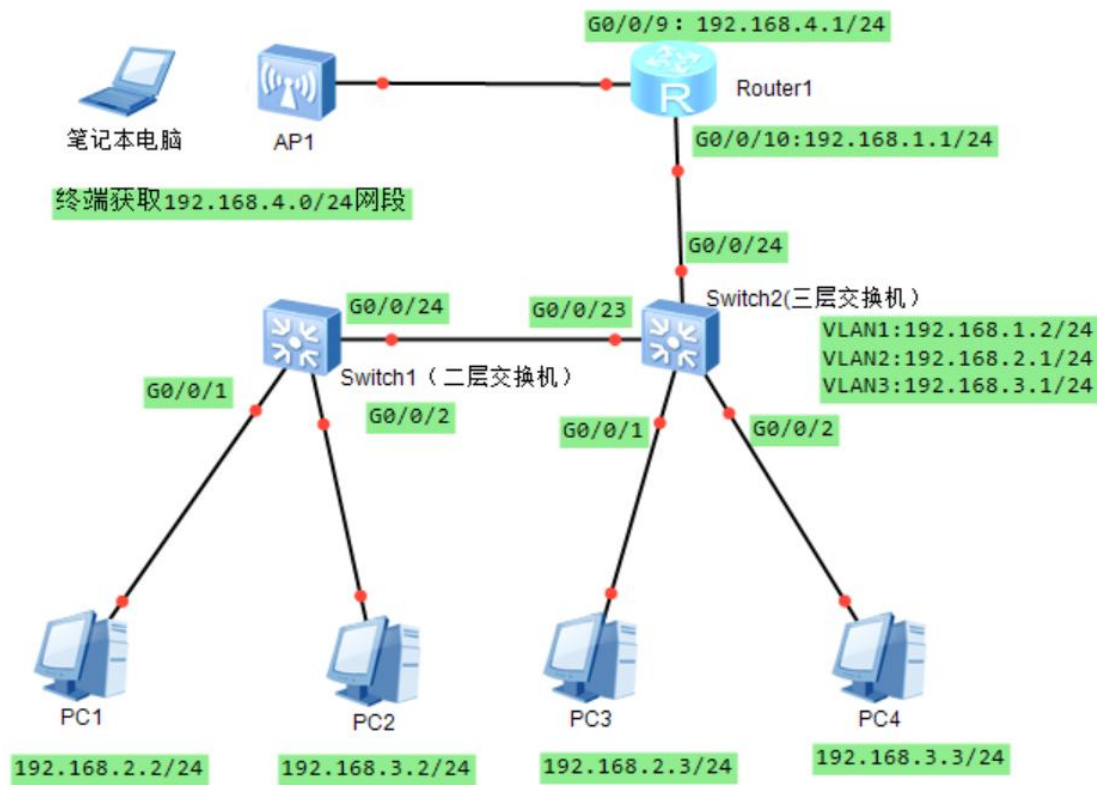 G0/0/9：192.168.4.1/24
Router1
笔记本电脑
AP1
G0/0/10:192.168.1.1/24
终端获取192.168.4.0/24网段
G0/0/24
Switch2(三层交换机）
G0/0/24
G0/0/23
VLAN1:192.168.1.2/24
VLAN2:192.168.2.1/24
VLAN3:192.168.3.1/24
Switch1（二层交换机）
G0/0/1
G0/0/2
G0/0/1
G0/0/2
R
PC1
PC2
PC3
PC4
192.168.2.2/24
192.168.3.2/24
192.168.2.3/24
192.168.3.3/24